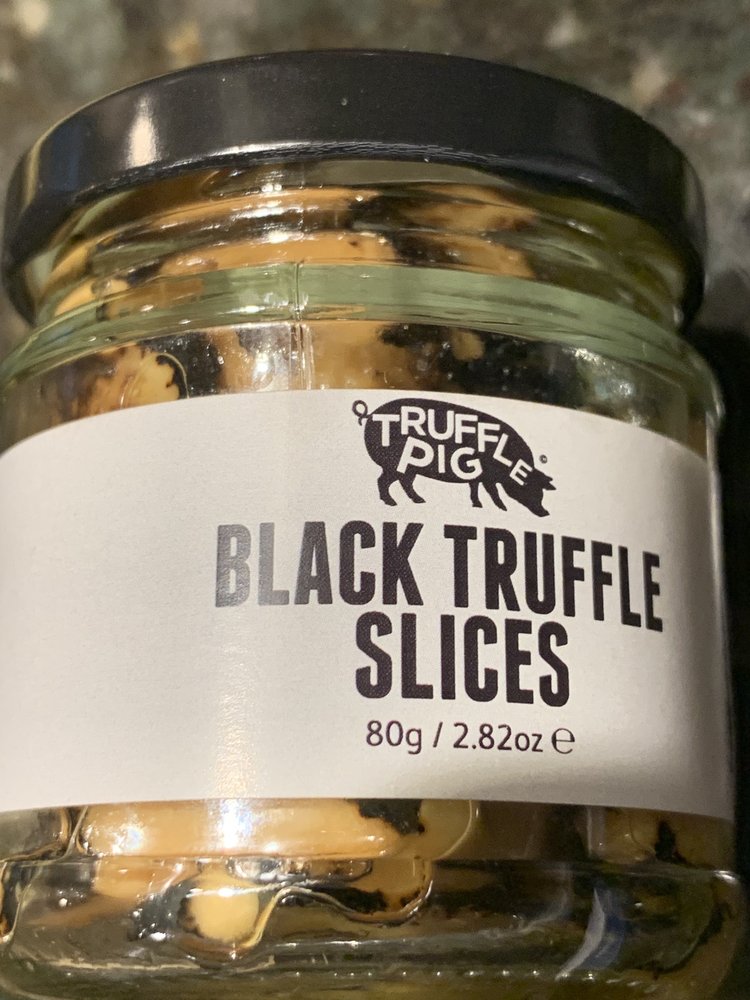 TRUFFLE
PIG
©
BLACK TRUFFLE
SLICES
80g / 2.82oz ℮